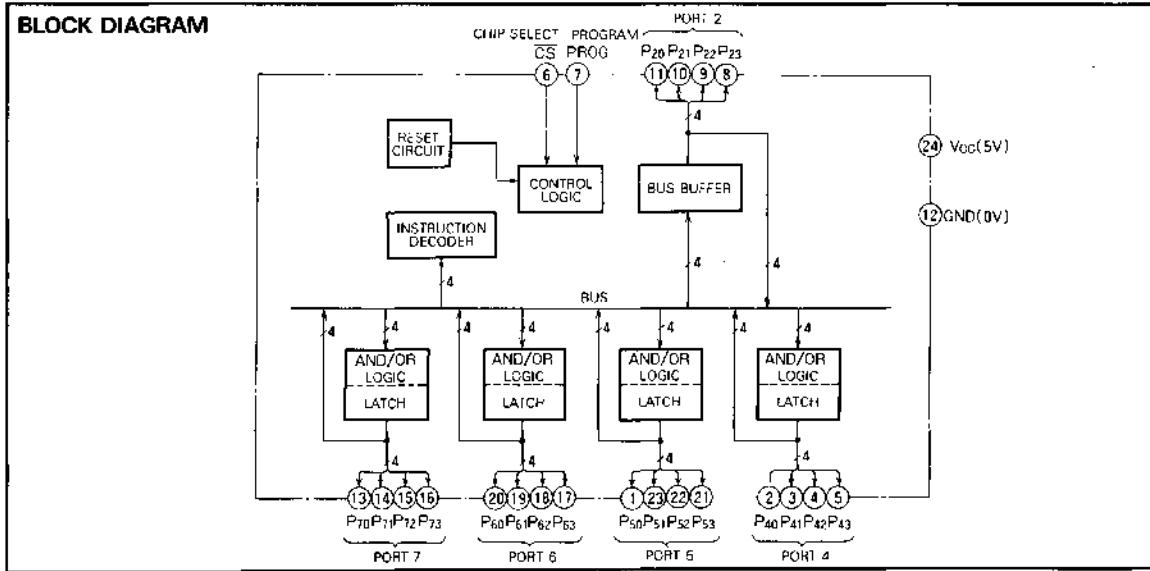 BLOCK DIAGRAM
PORT 2
CHIP SELECT PROGRAM
CS PROG
P20 P21 P22 P23
6 7 11 10 9 8
4
RESET CIRCUIT
CONTROL LOGIC
BUS BUFFER
24 VCC(5V)
12 GND(0V)
INSTRUCTION DECODER
4 4 4
BUS
4 4 4 4 4 4 4 4
AND/OR LOGIC AND/OR LOGIC AND/OR LOGIC AND/OR LOGIC
LATCH LATCH LATCH LATCH
4 4 4 4
13 14 15 16 20 19 18 17 1 23 22 21 2 3 4 5
P70 P71 P72 P73 P60 P61 P62 P63 P50 P51 P52 P53 P40 P41 P42 P43
PORT 7 PORT 6 PORT 5 PORT 4